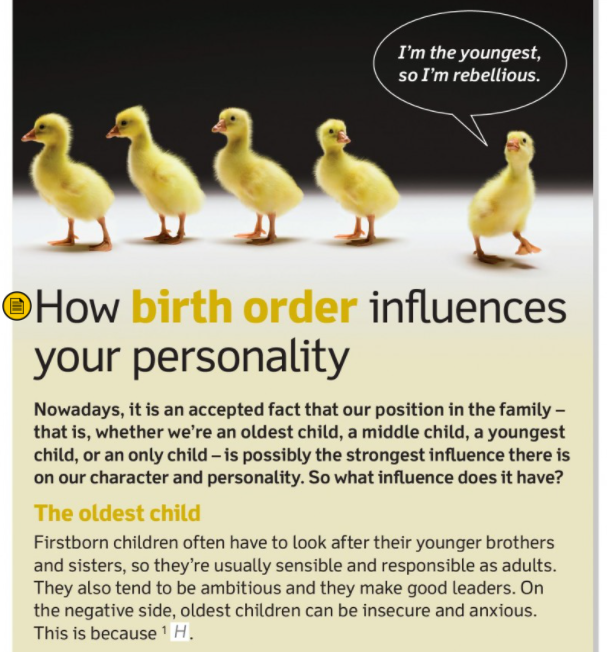 I'm the youngest,
so I'm rebellious.
How birth order influences
your personality
Nowadays, it is an accepted fact that our position in the family –
that is, whether we're an oldest child, a middle child, a youngest
child, or an only child – is possibly the strongest influence there is
on our character and personality. So what influence does it have?
The oldest child
Firstborn children often have to look after their younger brothers
and sisters, so they're usually sensible and responsible as adults.
They also tend to be ambitious and they make good leaders. On
the negative side, oldest children can be insecure and anxious.
This is because 1 H.